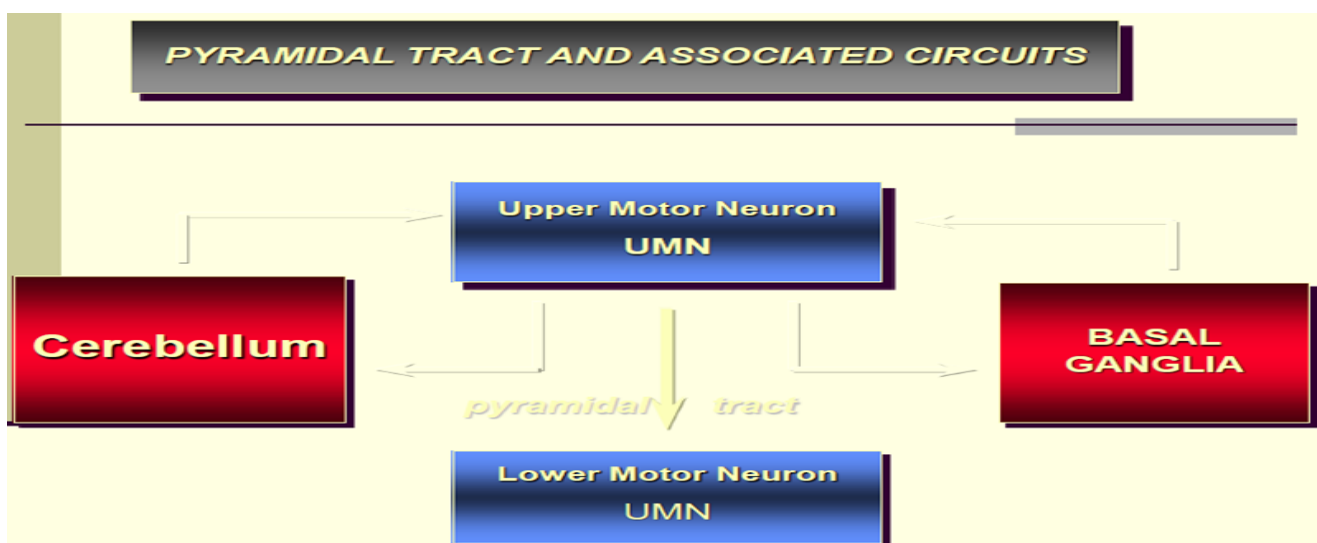 PYRAMIDAL TRACT AND ASSOCIATED CIRCUITS
Upper Motor Neuron
UMN
Cerebellum
BASAL
GANGLIA
pyramidal tract
Lower Motor Neuron
UMN